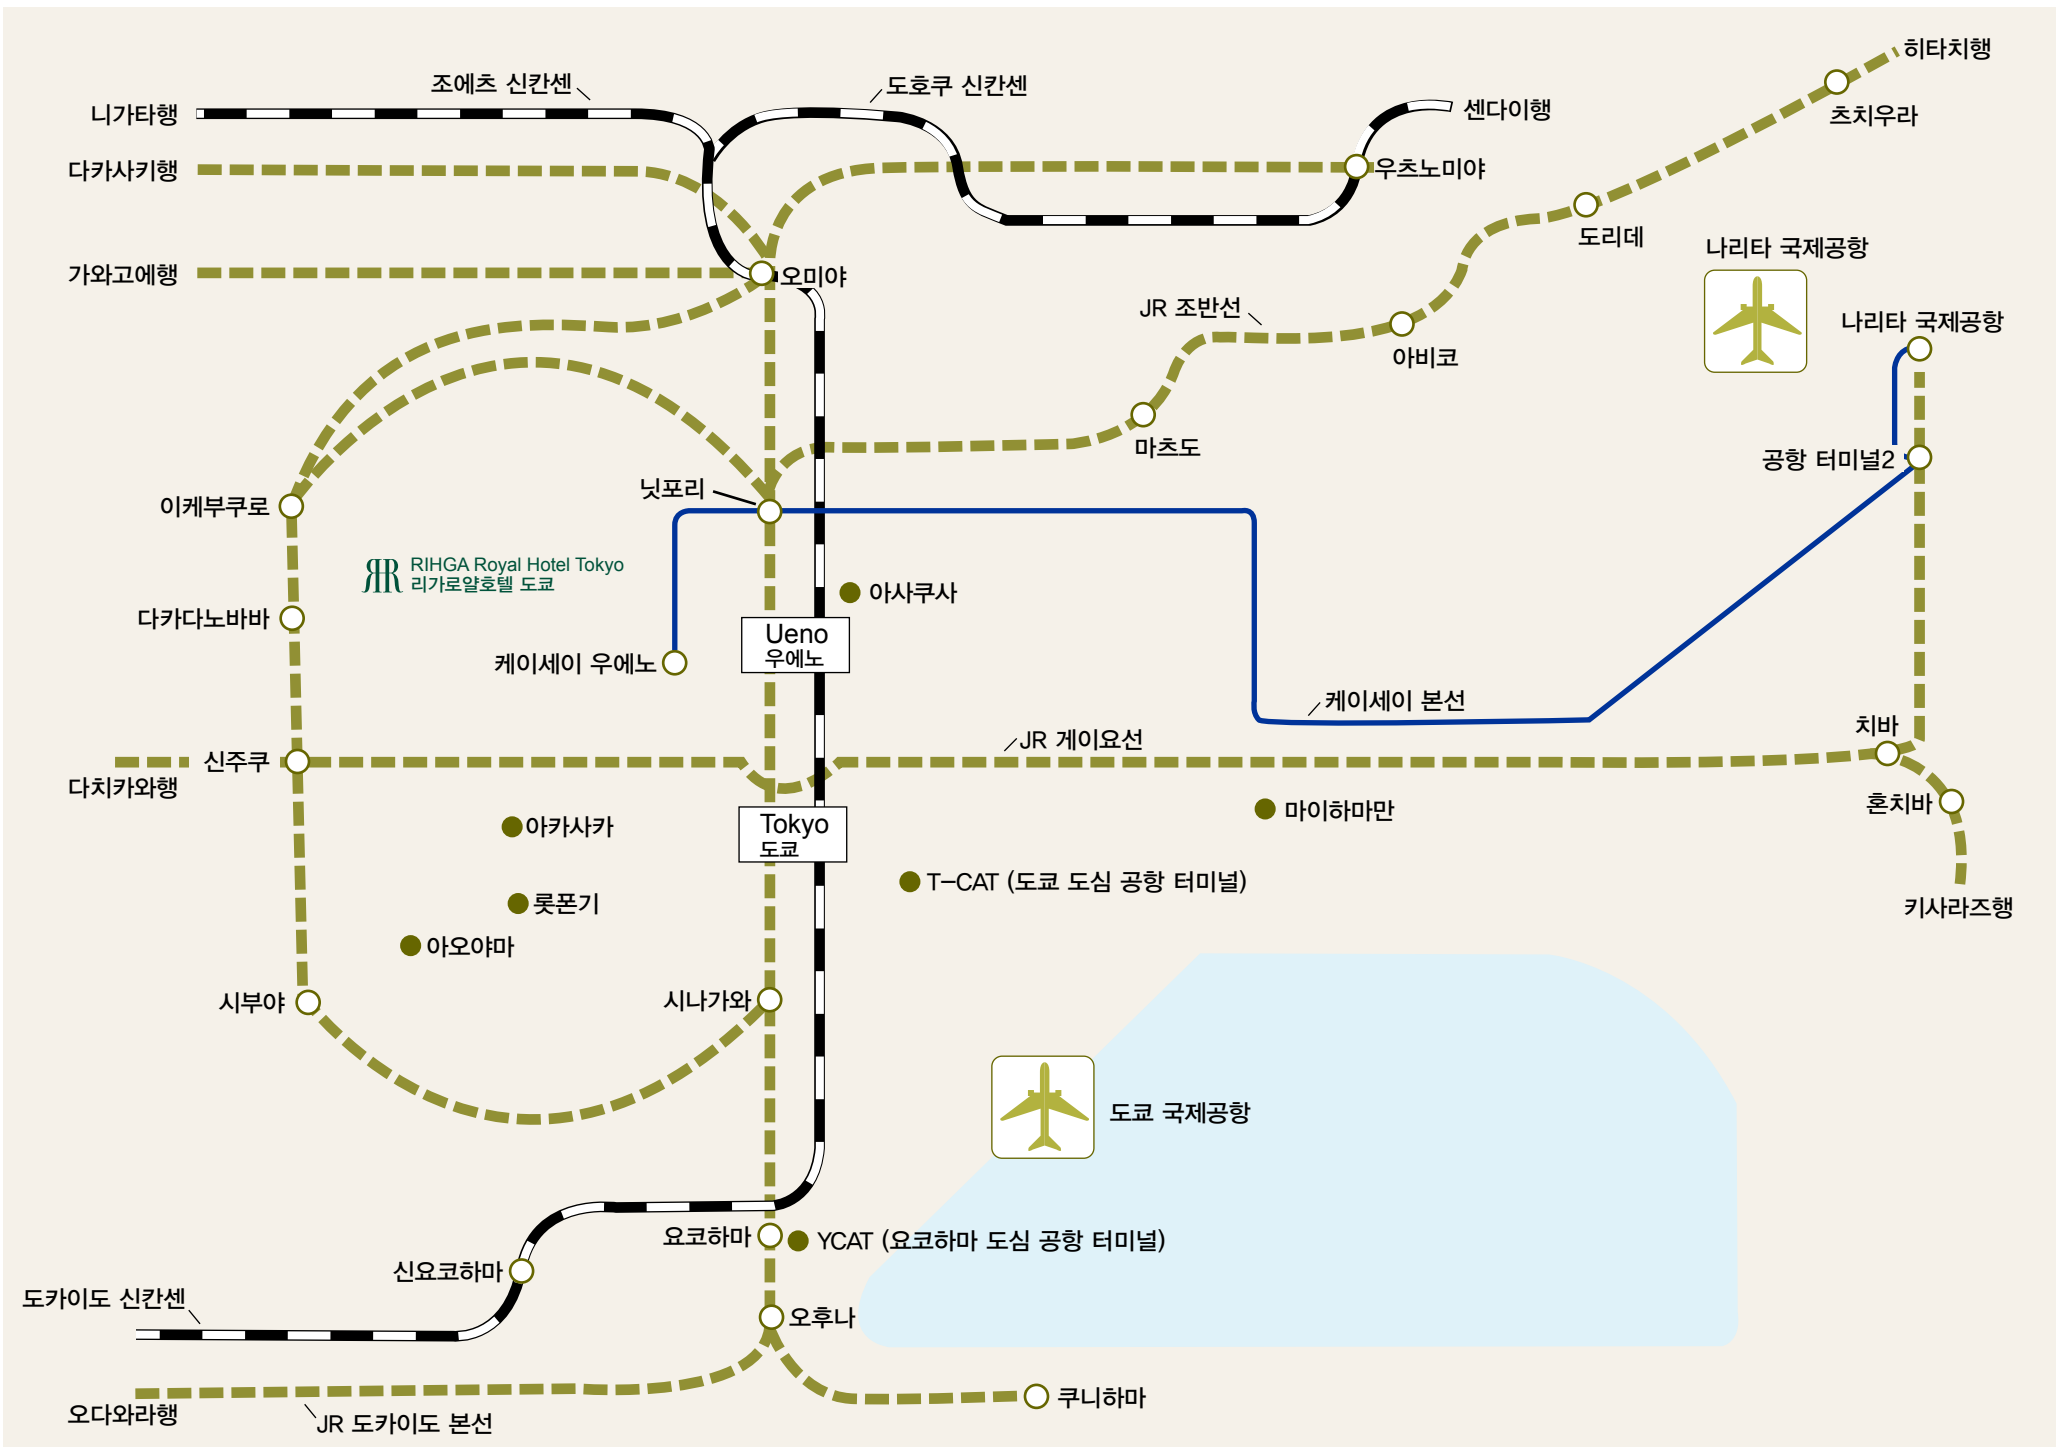 히타치행
조에츠 신칸센
도호쿠 신칸센
센다이행
니가타행
츠치우라
다카사키행
우츠노미야
도리데
나리타 국제공항
가와고에행
오미야
JR 조반선
나리타 국제공항
아비코
마츠도
공항 터미널2
닛포리
이케부쿠로
RIHGA Royal Hotel Tokyo
리가로얄호텔 도쿄
아사쿠사
다카다노바바
Ueno
우에노
케이세이 우에노
케이세이 본선
치바
JR 게이요선
신주쿠
다치카와행
혼치바
마이하마만
아카사카
Tokyo
도쿄
T-CAT (도쿄 도심 공항 터미널)
롯폰기
키사라즈행
아오야마
시부야
시나가와
도쿄 국제공항
요코하마
YCAT (요코하마 도심 공항 터미널)
신요코하마
도카이도 신칸센
오후나
쿠니하마
오다와라행
JR 도카이도 본선